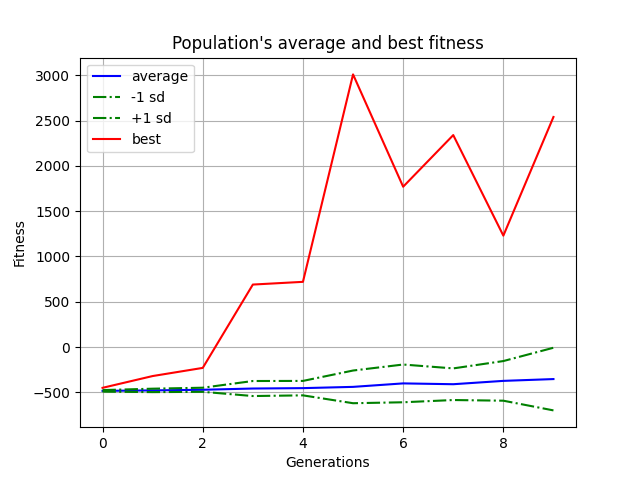 Population's average and best fitness
average
-1 sd
+1 sd
best
3000
2500
2000
1500
1000
500
0
−500
Fitness
0 2 4 6 8
Generations